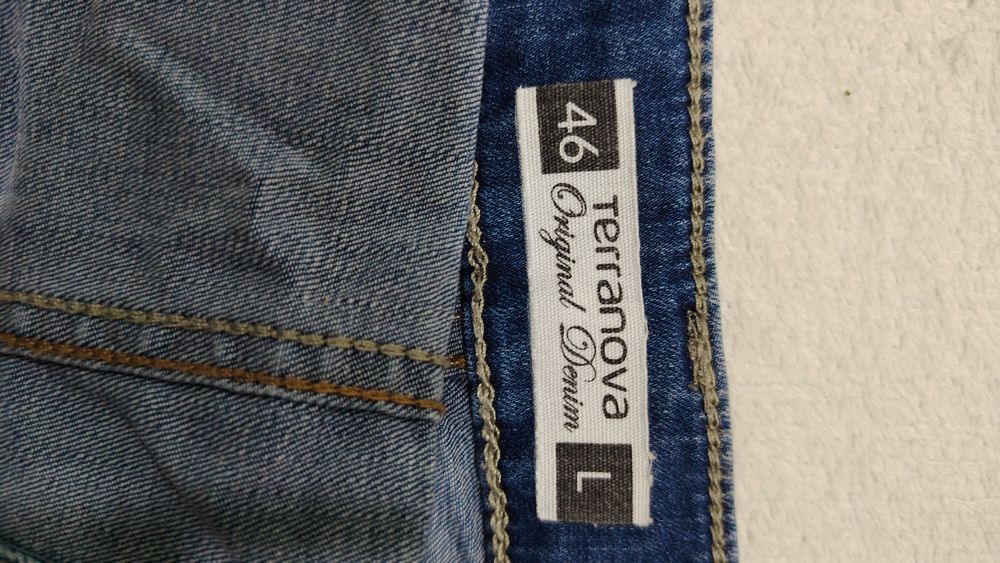 46
Terranova
Original Denim
L